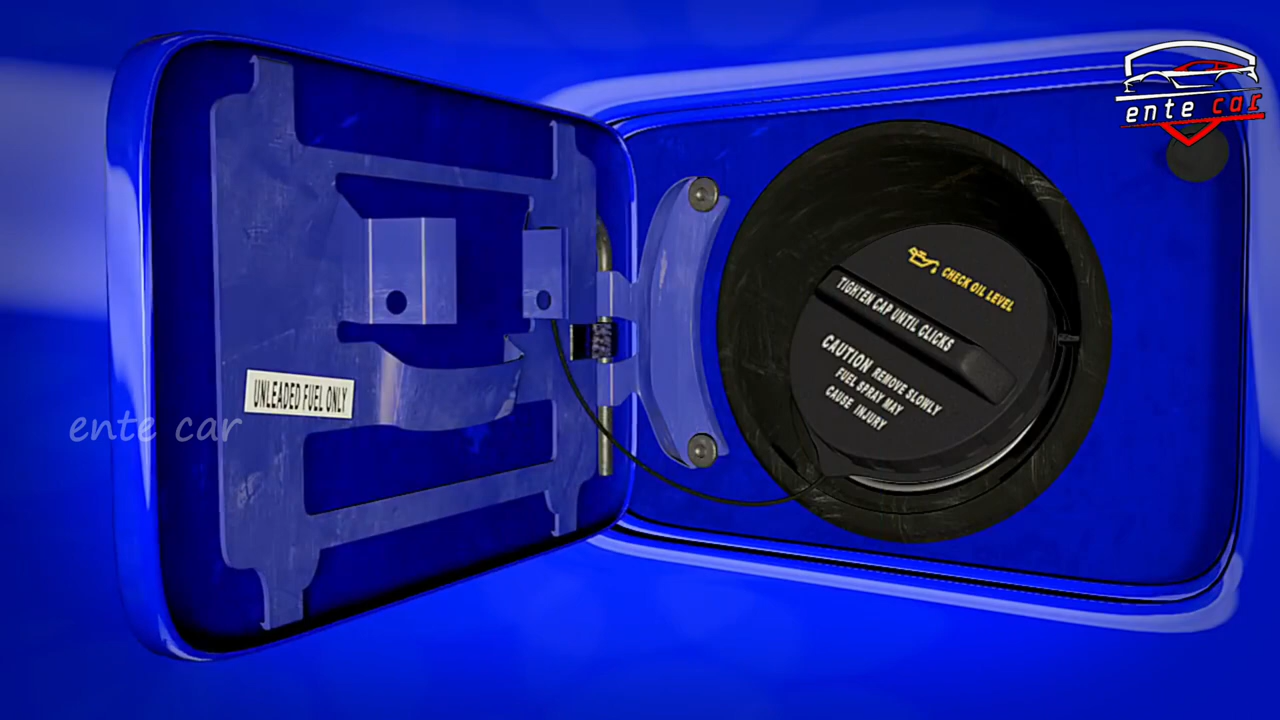 ente car
CHECK OIL LEVEL
TIGHTEN CAP UNTIL CLICKS
CAUTION REMOVE SLOWLY
FUEL SPRAY MAY
CAUSE INJURY
UNLEADED FUEL ONLY
ente car